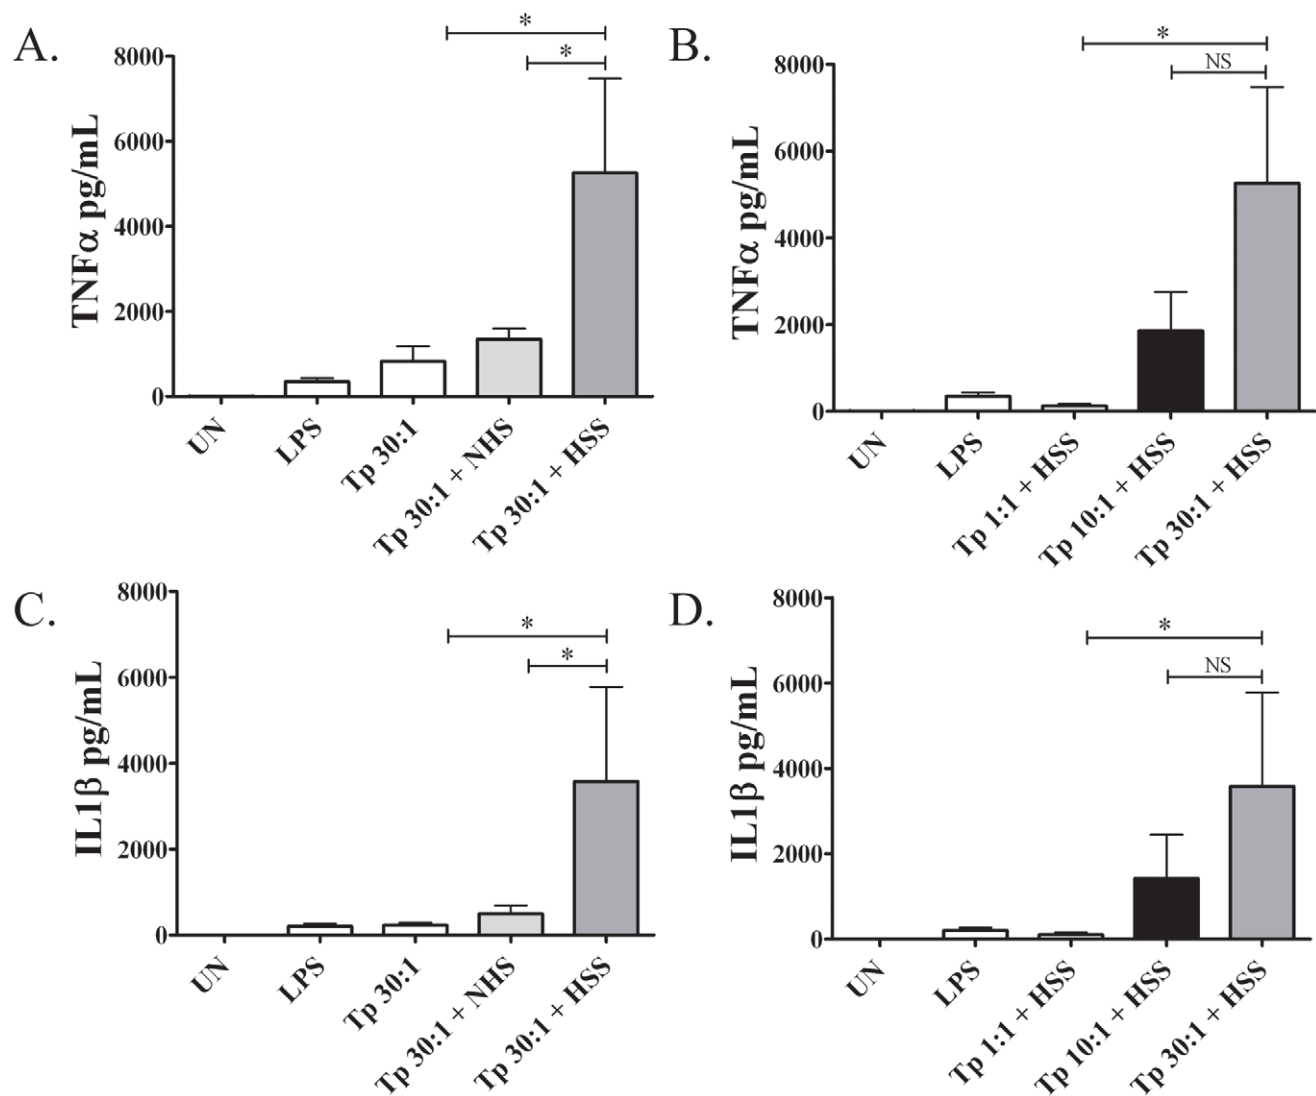 A.
*
*
TNFα pg/mL
8000
6000
4000
2000
0
UN
LPS
Tp 30:1
Tp 30:1 + NHS
Tp 30:1 + HSS
B.
*
NS
TNFα pg/mL
8000
6000
4000
2000
0
UN
LPS
Tp 1:1 + HSS
Tp 10:1 + HSS
Tp 30:1 + HSS
C.
*
*
IL1β pg/mL
8000
6000
4000
2000
0
UN
LPS
Tp 30:1
Tp 30:1 + NHS
Tp 30:1 + HSS
D.
*
NS
IL1β pg/mL
8000
6000
4000
2000
0
UN
LPS
Tp 1:1 + HSS
Tp 10:1 + HSS
Tp 30:1 + HSS